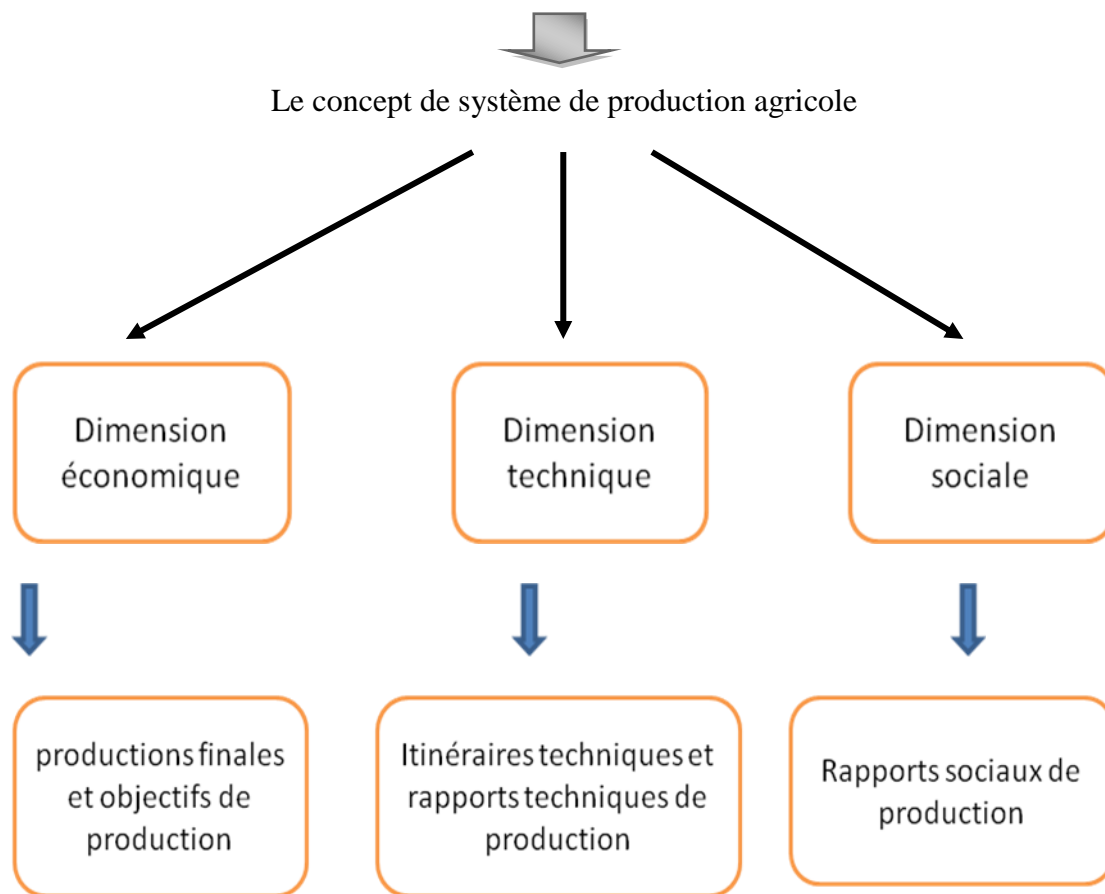 Le concept de système de production agricole
Dimension
économique
Dimension
technique
Dimension
sociale
productions finales
et objectifs de
production
Itinéraires techniques et
rapports techniques de
production
Rapports sociaux de
production